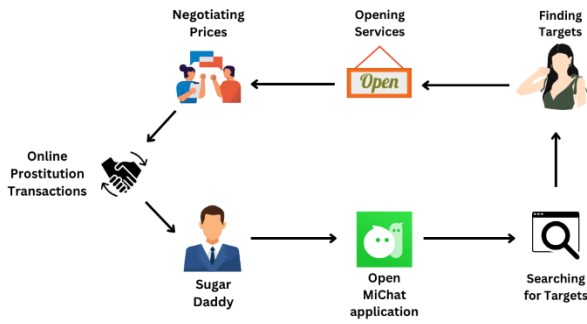 Negotiating
Prices
Opening
Services
Finding
Targets
Open
Online
Prostitution
Transactions
Sugar
Daddy
Open
MiChat
application
Searching
for Targets